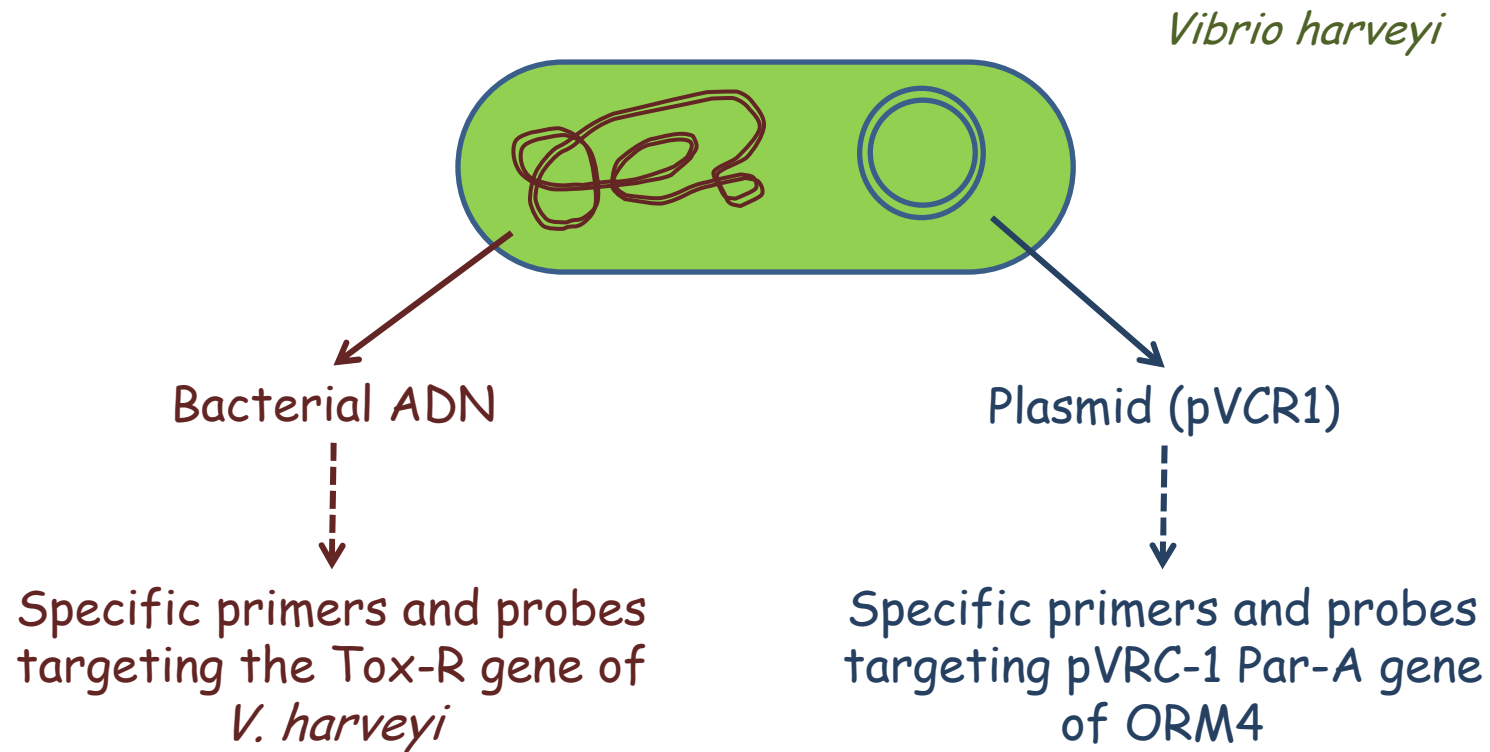 Vibrio harveyi
Bacterial ADN
Plasmid (pVCR1)
Specific primers and probes
targeting the Tox-R gene of
V. harveyi
Specific primers and probes
targeting pVRC-1 Par-A gene
of ORM4